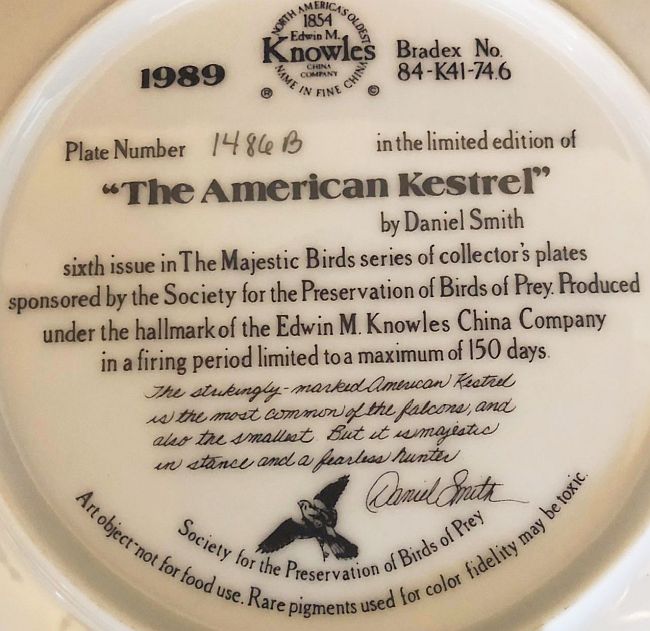 NORTH AMERICA'S OLDEST
1854
Edwin M.
Knowles
CHINA
COMPANY
NAME IN FINE CHINA
® ©
1989
Bradex No.
84-K41-74.6
Plate Number 1486B in the limited edition of
"The American Kestrel"
by Daniel Smith
sixth issue in The Majestic Birds series of collector's plates
sponsored by the Society for the Preservation of Birds of Prey. Produced
under the hallmark of the Edwin M. Knowles China Company
in a firing period limited to a maximum of 150 days.
The strikingly-marked American Kestrel
is the most common of the falcons, and
also the smallest. But it is majestic
in stance and a fearless hunter
Daniel Smith
Society for the Preservation of Birds of Prey
Art object-not for food use. Rare pigments used for color fidelity may be toxic.